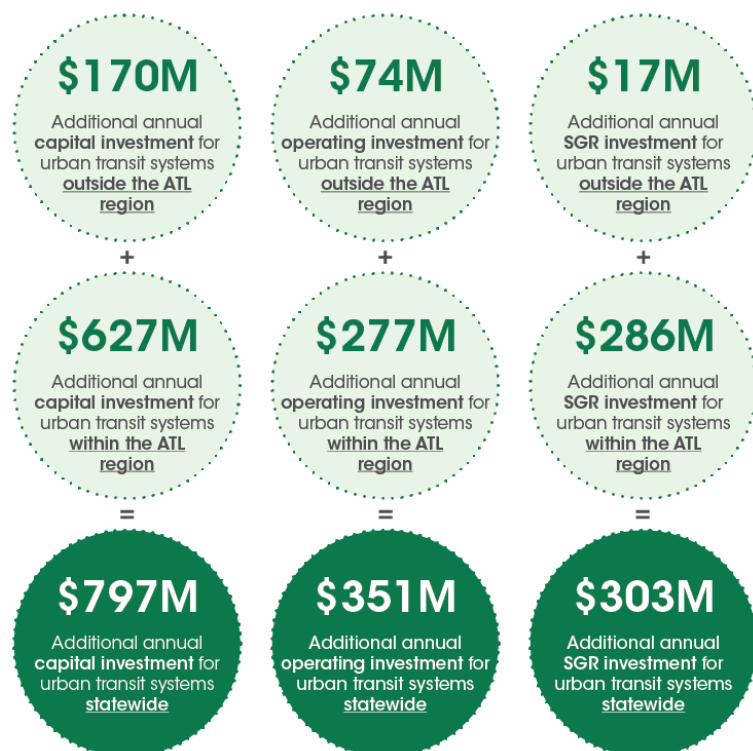 $170M
Additional annual
capital investment for
urban transit systems
outside the ATL
region
$74M
Additional annual
operating investment for
urban transit systems
outside the ATL
region
$17M
Additional annual
SGR investment for
urban transit systems
outside the ATL
region
+
+
+
$627M
Additional annual
capital investment for
urban transit systems
within the ATL
region
$277M
Additional annual
operating investment for
urban transit systems
within the ATL
region
$286M
Additional annual
SGR investment for
urban transit systems
within the ATL
region
=
=
=
$797M
Additional annual
capital investment for
urban transit systems
statewide
$351M
Additional annual
operating investment for
urban transit systems
statewide
$303M
Additional annual
SGR investment for
urban transit systems
statewide